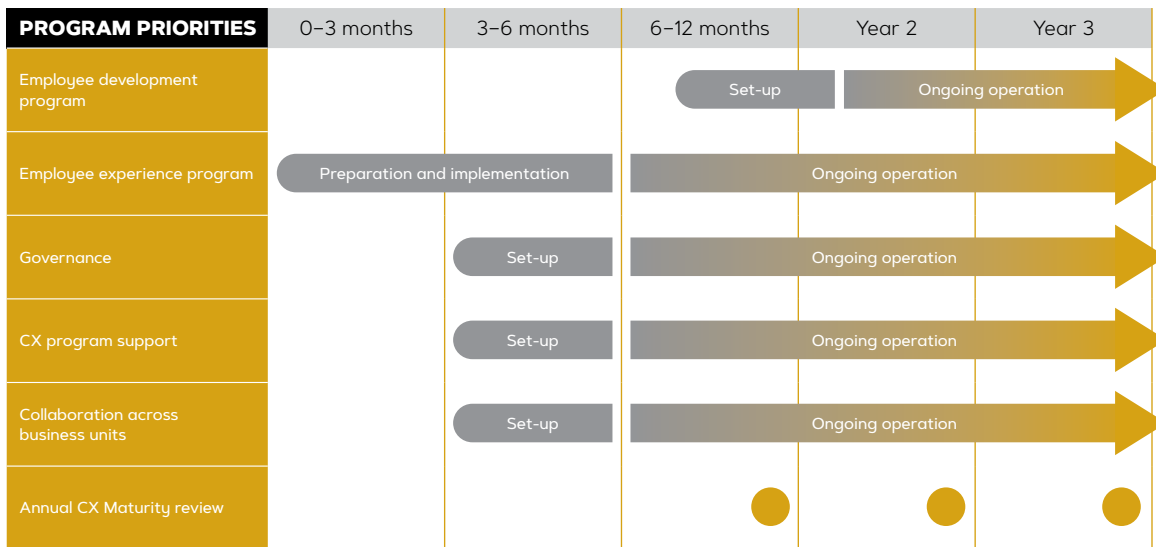 PROGRAM PRIORITIES 0–3 months 3–6 months 6–12 months Year 2 Year 3
Employee development
program
Set-up Ongoing operation
Employee experience program Preparation and implementation Ongoing operation
Governance Set-up Ongoing operation
CX program support Set-up Ongoing operation
Collaboration across
business units
Set-up Ongoing operation
Annual CX Maturity review